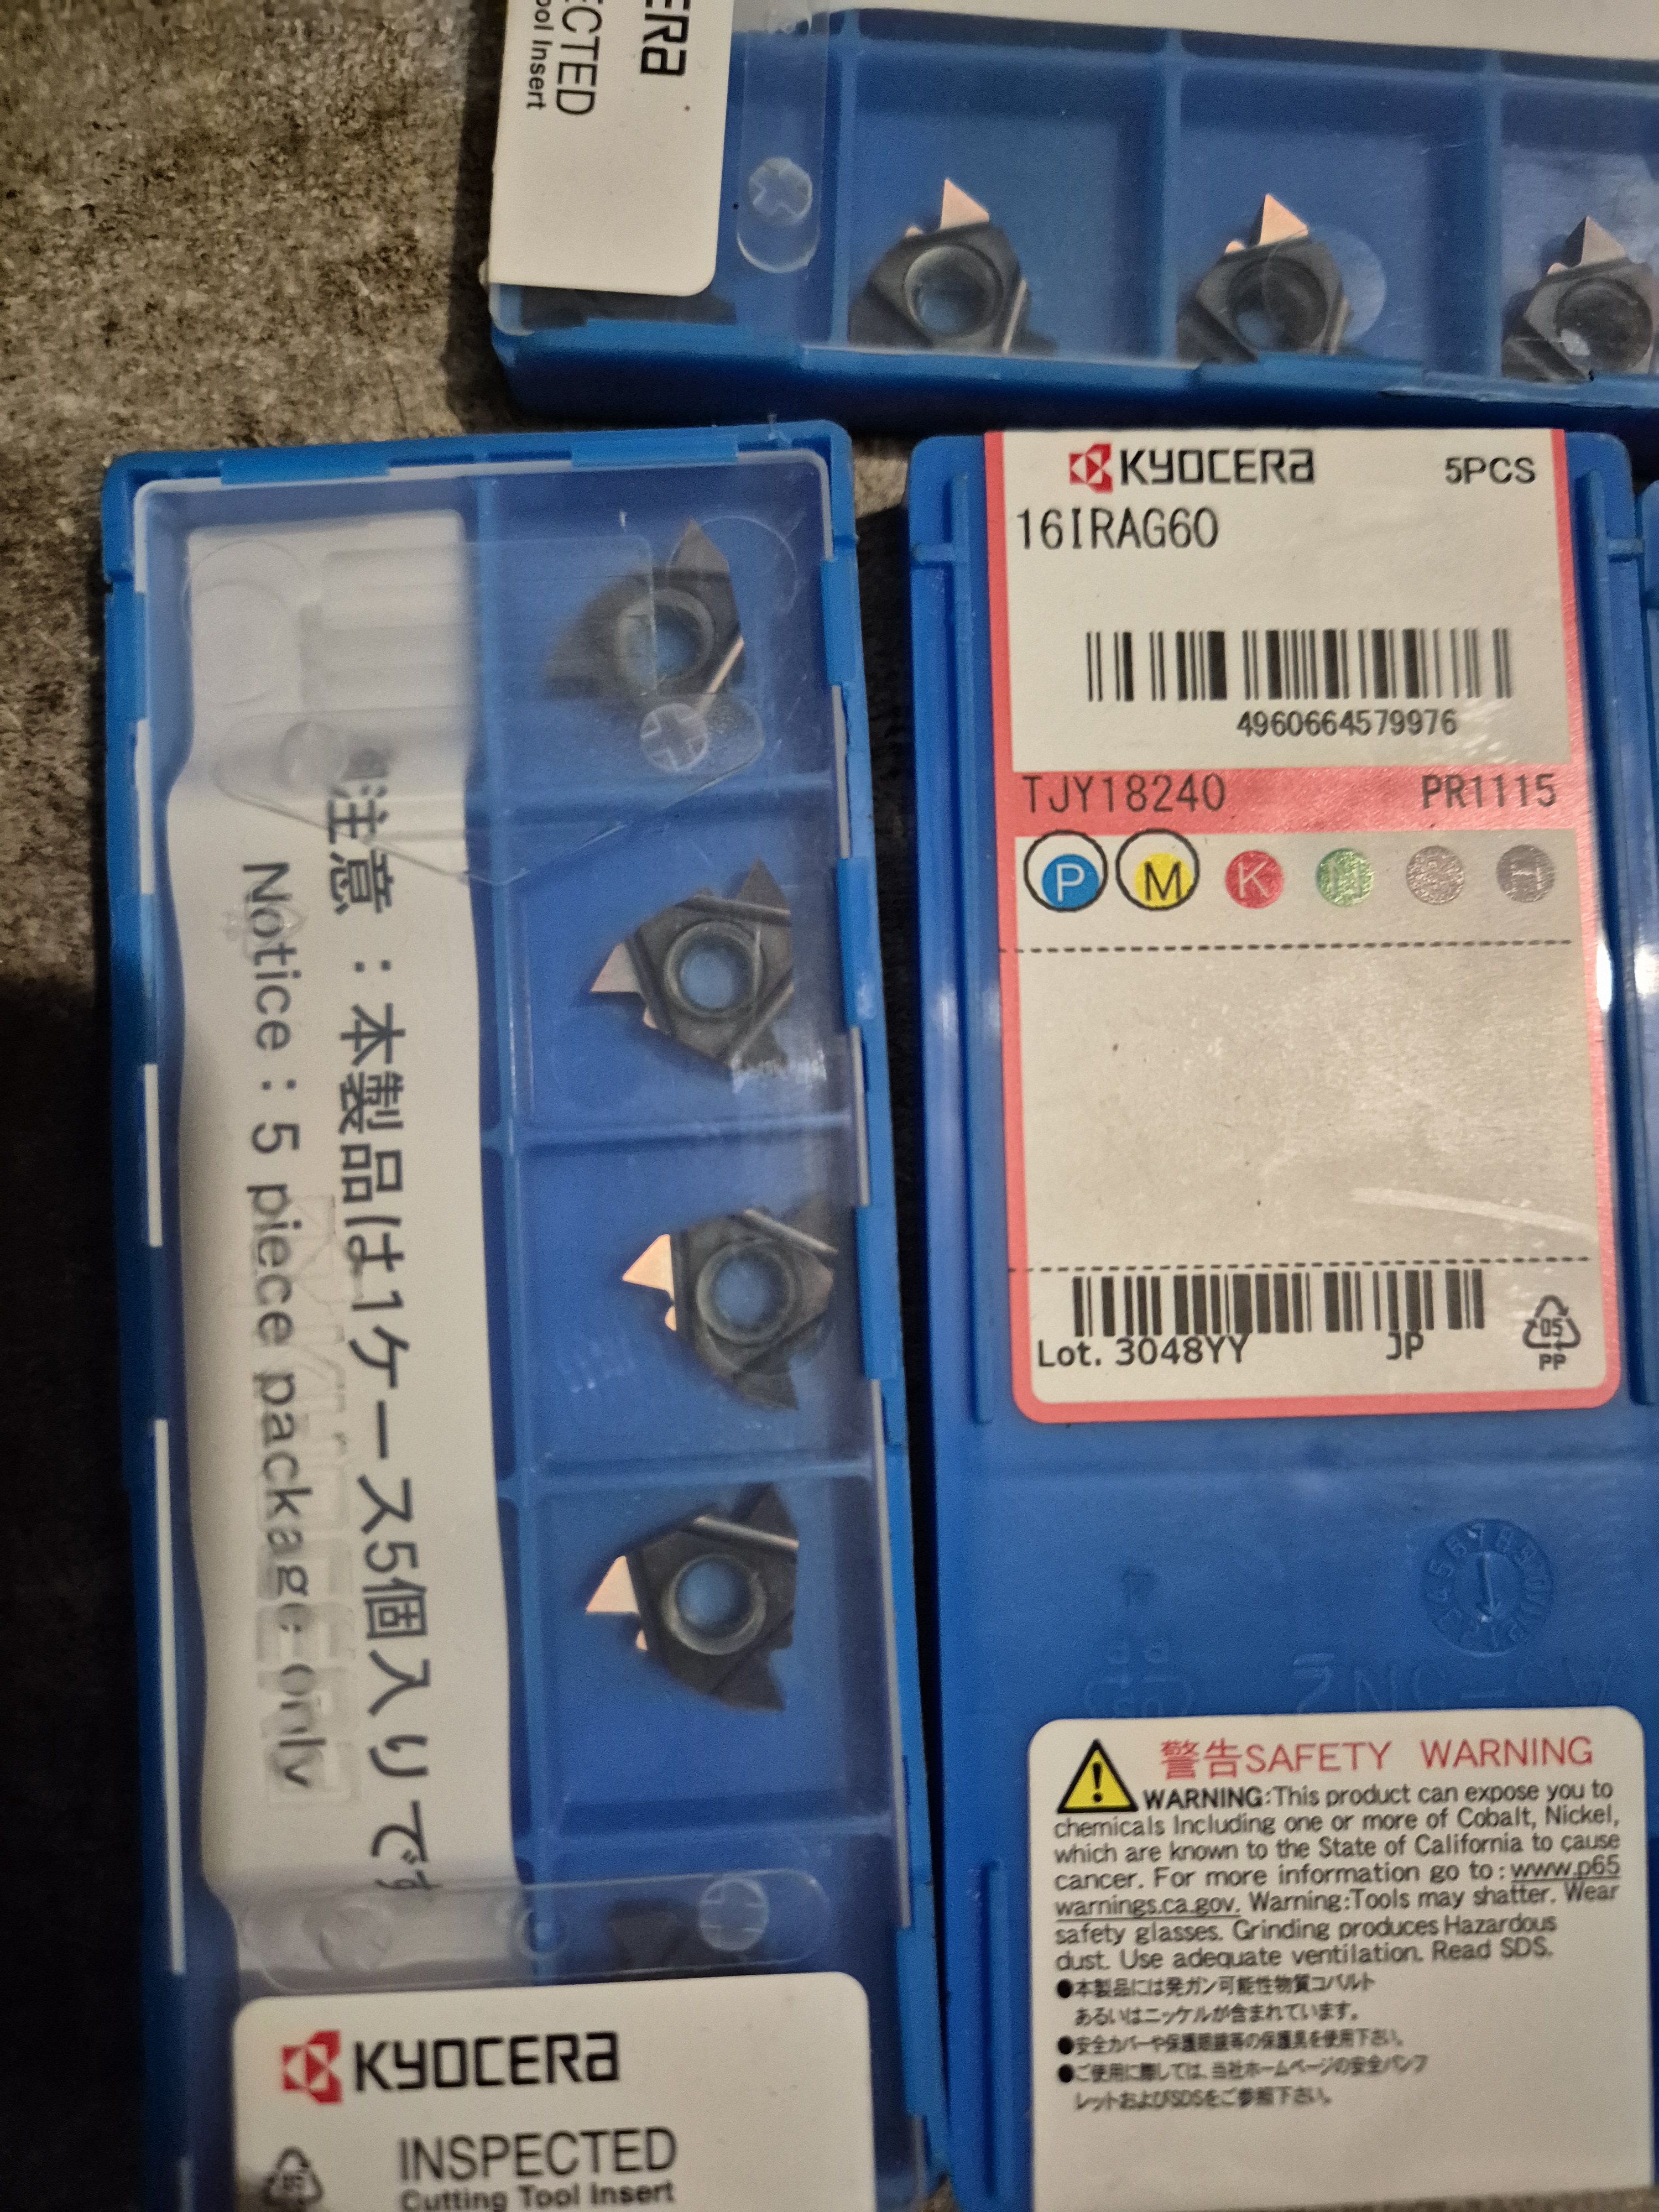 ERa
ECTED
ool Insert
注意：本製品は1ケース5個入りです
Notice : 5 piece package only
KYOCERa
INSPECTED
Cutting Tool Insert
KYOCERa 5PCS
16IRAG60
4960664579976
TJY18240 PR1115
P M K N S H
Lot. 3048YY JP
05
PP
警告SAFETY WARNING
WARNING:This product can expose you to
chemicals Including one or more of Cobalt, Nickel,
which are known to the State of California to cause
cancer. For more information go to : www.p65
warnings.ca.gov. Warning:Tools may shatter. Wear
safety glasses. Grinding produces Hazardous
dust. Use adequate ventilation. Read SDS.
●本製品には発ガン可能性物質コバルト
あるいはニッケルが含まれています。
●安全カバーや保護眼鏡等の保護具を使用下さい。
●ご使用に際しては、当社ホームページの安全パンフ
レットおよびSDSをご参照下さい。